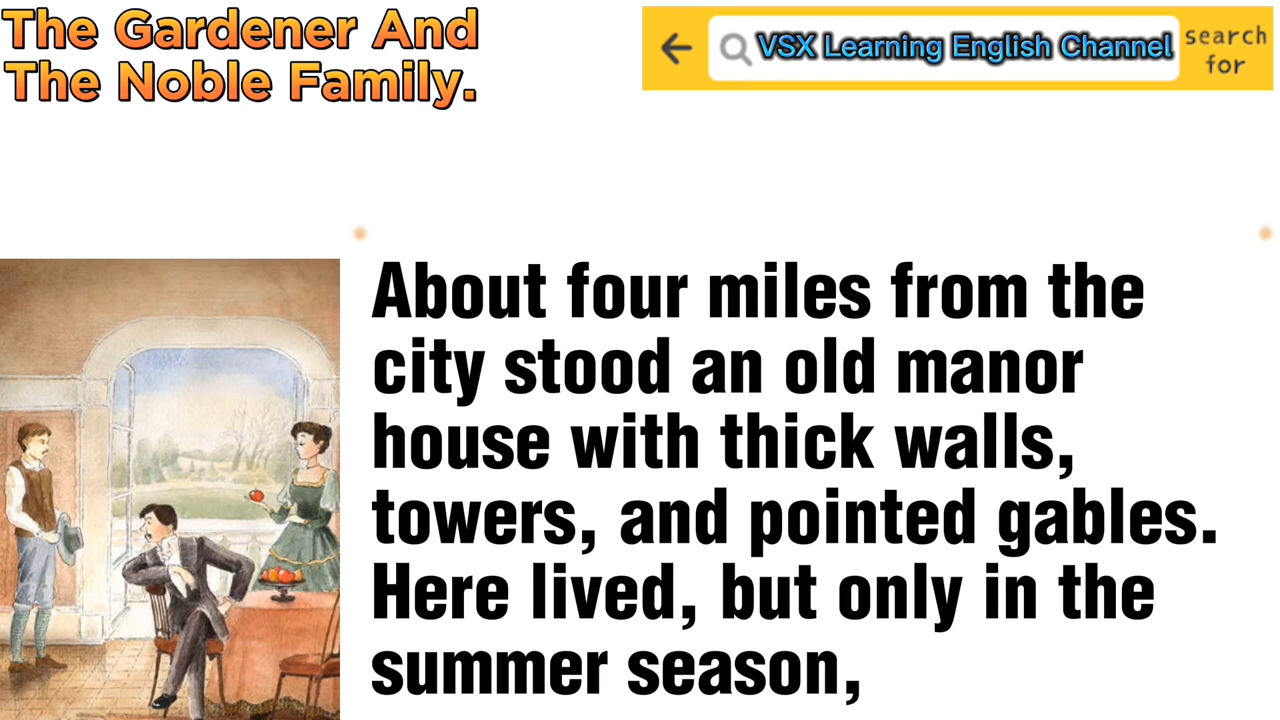 The Gardener And
The Noble Family.
VSX Learning English Channel
search
for
About four miles from the
city stood an old manor
house with thick walls,
towers, and pointed gables.
Here lived, but only in the
summer season,